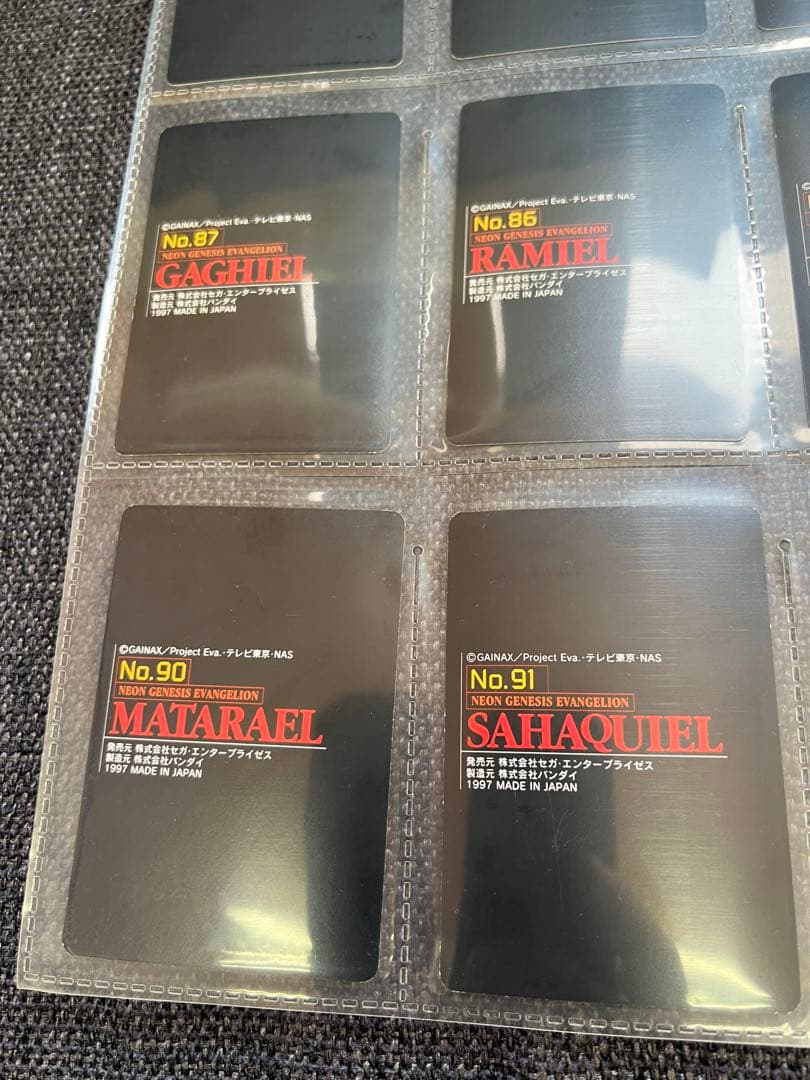 ©GAINAX／Project Eva.・テレビ東京・NAS
No.87
NEON GENESIS EVANGELION
GAGHIEL
発売元 株式会社セガ・エンタープライゼス
製造元 株式会社バンダイ
1997 MADE IN JAPAN
©GAINAX／Project Eva.・テレビ東京・NAS
No.86
NEON GENESIS EVANGELION
RAMIEL
発売元 株式会社セガ・エンタープライゼス
製造元 株式会社バンダイ
1997 MADE IN JAPAN
©GAINAX／Project Eva.・テレビ東京・NAS
No.90
NEON GENESIS EVANGELION
MATARAEL
発売元 株式会社セガ・エンタープライゼス
製造元 株式会社バンダイ
1997 MADE IN JAPAN
©GAINAX／Project Eva.・テレビ東京・NAS
No.91
NEON GENESIS EVANGELION
SAHAQUIEL
発売元 株式会社セガ・エンタープライゼス
製造元 株式会社バンダイ
1997 MADE IN JAPAN